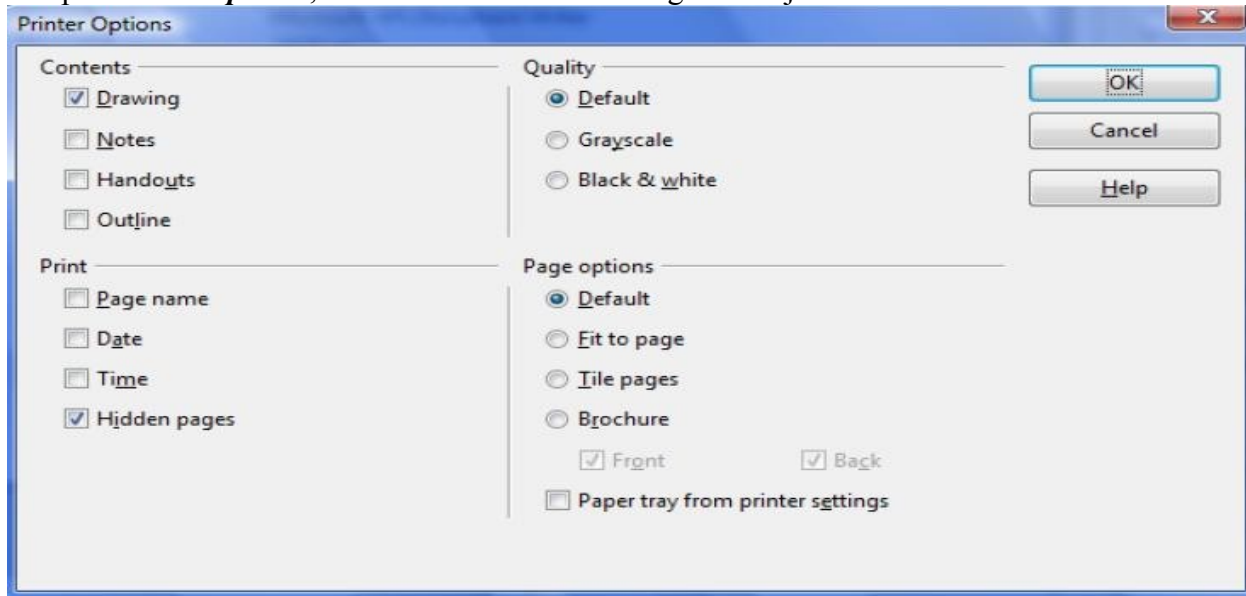 Printer Options
Contents
Drawing
Notes
Handouts
Outline
Quality
Default
Grayscale
Black & white
OK
Cancel
Help
Print
Page name
Date
Time
Hidden pages
Page options
Default
Fit to page
Tile pages
Brochure
Front Back
Paper tray from printer settings